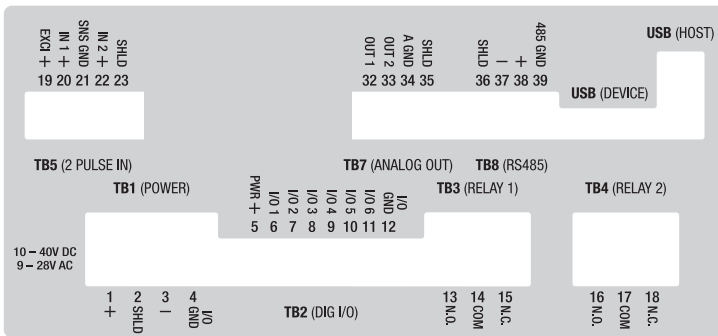 USB (HOST)
EXCI +
IN 1 +
SNS GND
IN 2 +
SHLD
19 20 21 22 23
OUT 1
OUT 2
A GND
SHLD
32 33 34 35
SHLD
–
+
485 GND
36 37 38 39
USB (DEVICE)
TB5 (2 PULSE IN)
TB7 (ANALOG OUT)
TB8 (RS485)
TB1 (POWER)
PWR +
I/O 1
I/O 2
I/O 3
I/O 4
I/O 5
I/O 6
I/O GND
5 6 7 8 9 10 11 12
TB3 (RELAY 1)
TB4 (RELAY 2)
10 – 40V DC
9 – 28V AC
1 2 3 4
+
SHLD
–
I/O GND
TB2 (DIG I/O)
13 14 15
N.O.
COM
N.C.
16 17 18
N.O.
COM
N.C.